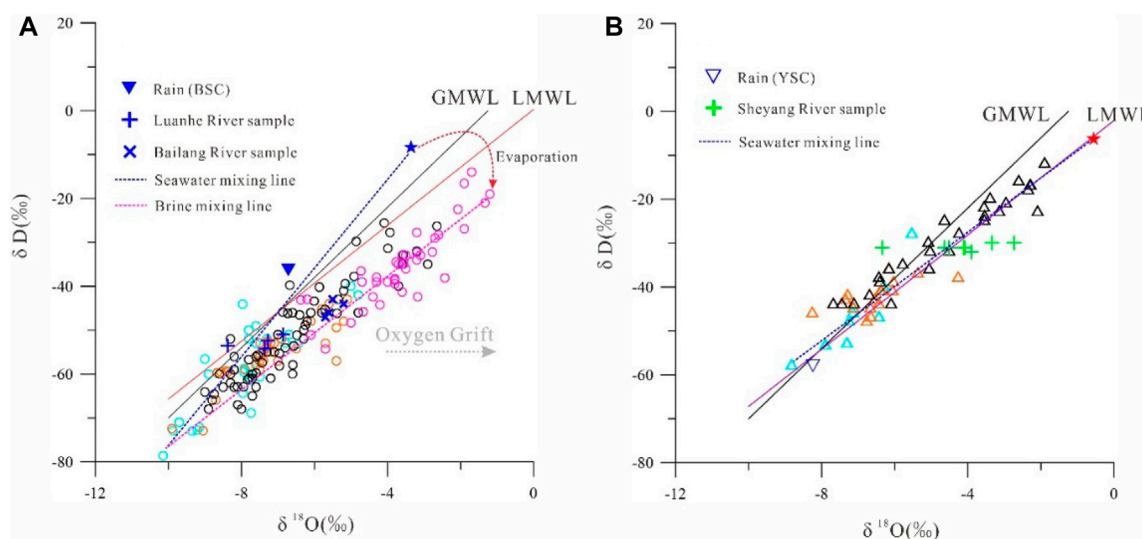 A
20
0
-20
-40
-60
-80
-12
-8
-4
0
δ D(‰)
δ ¹⁸O(‰)
Rain (BSC)
Luanhe River sample
Bailang River sample
Seawater mixing line
Brine mixing line
GMWL
LMWL
Evaporation
Oxygen Grift
B
20
0
-20
-40
-60
-80
-12
-8
-4
0
δ D(‰)
δ ¹⁸O(‰)
Rain (YSC)
Sheyang River sample
Seawater mixing line
GMWL
LMWL